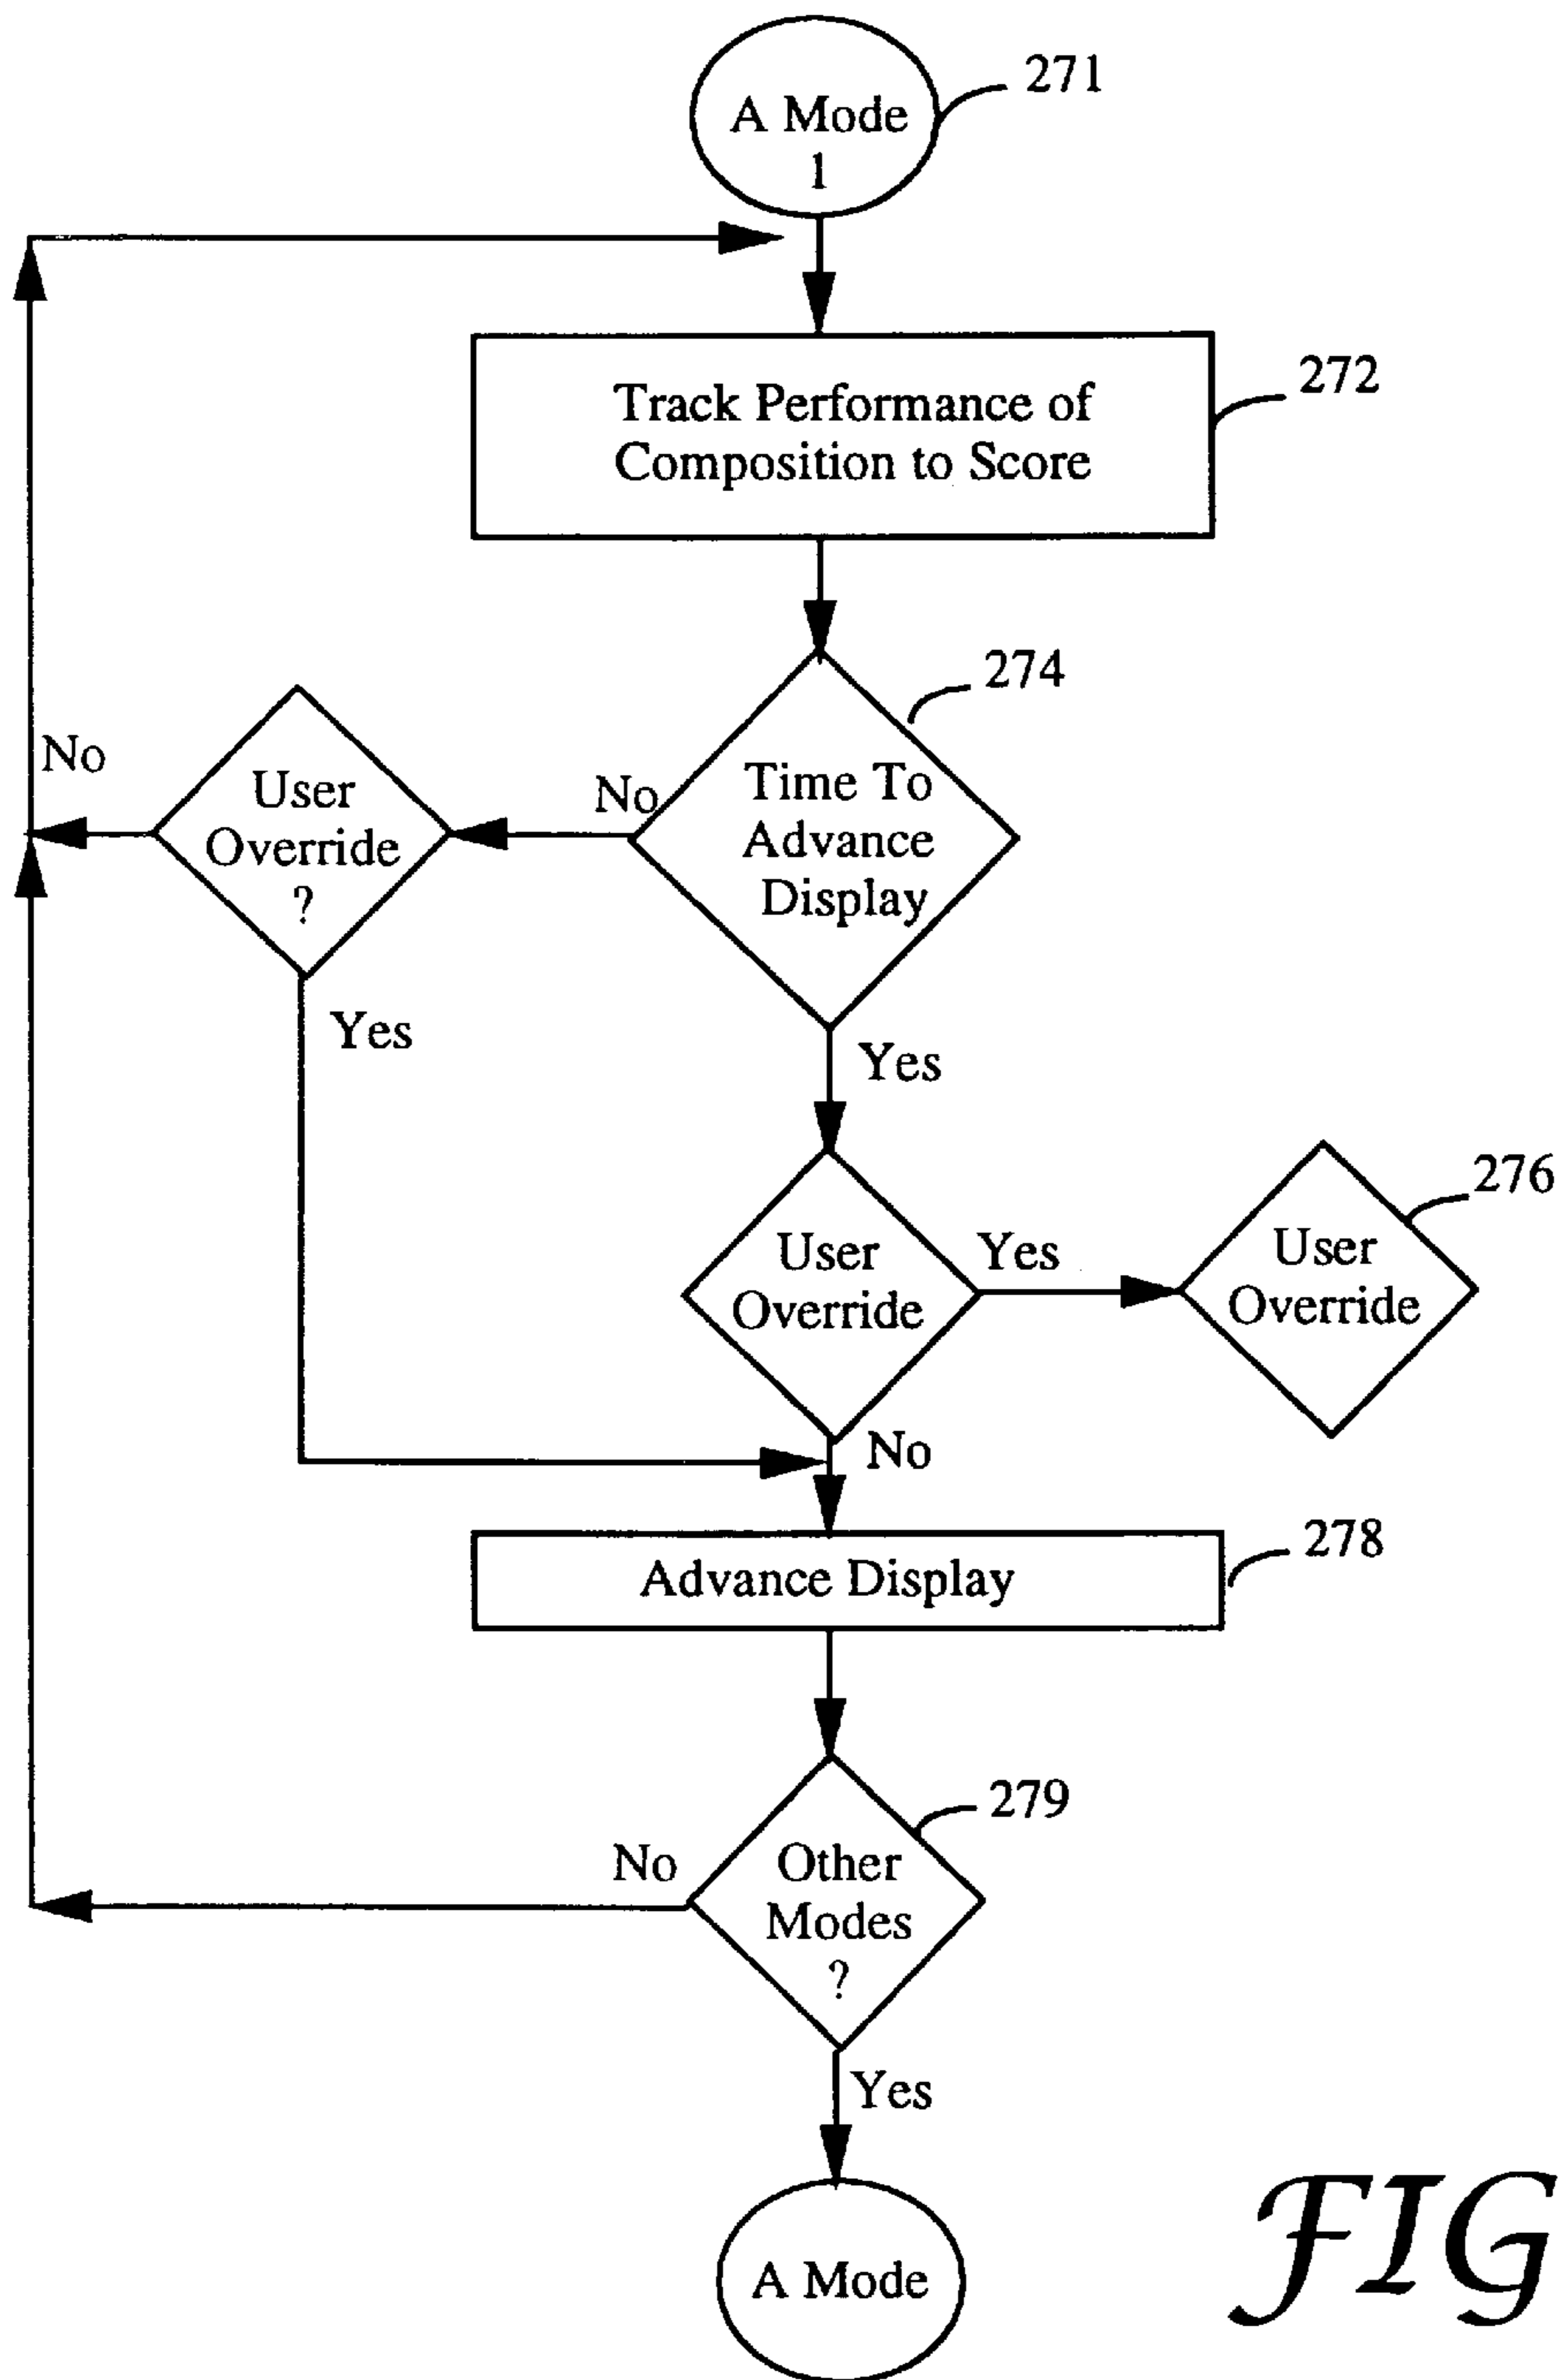 A Mode
1
271
Track Performance of
Composition to Score
272
274
Time To
Advance
Display
No
User
Override
?
No
Yes
Yes
User
Override
Yes
User
Override
276
No
Advance Display
278
279
Other
Modes
?
No
Yes
A Mode
FIG